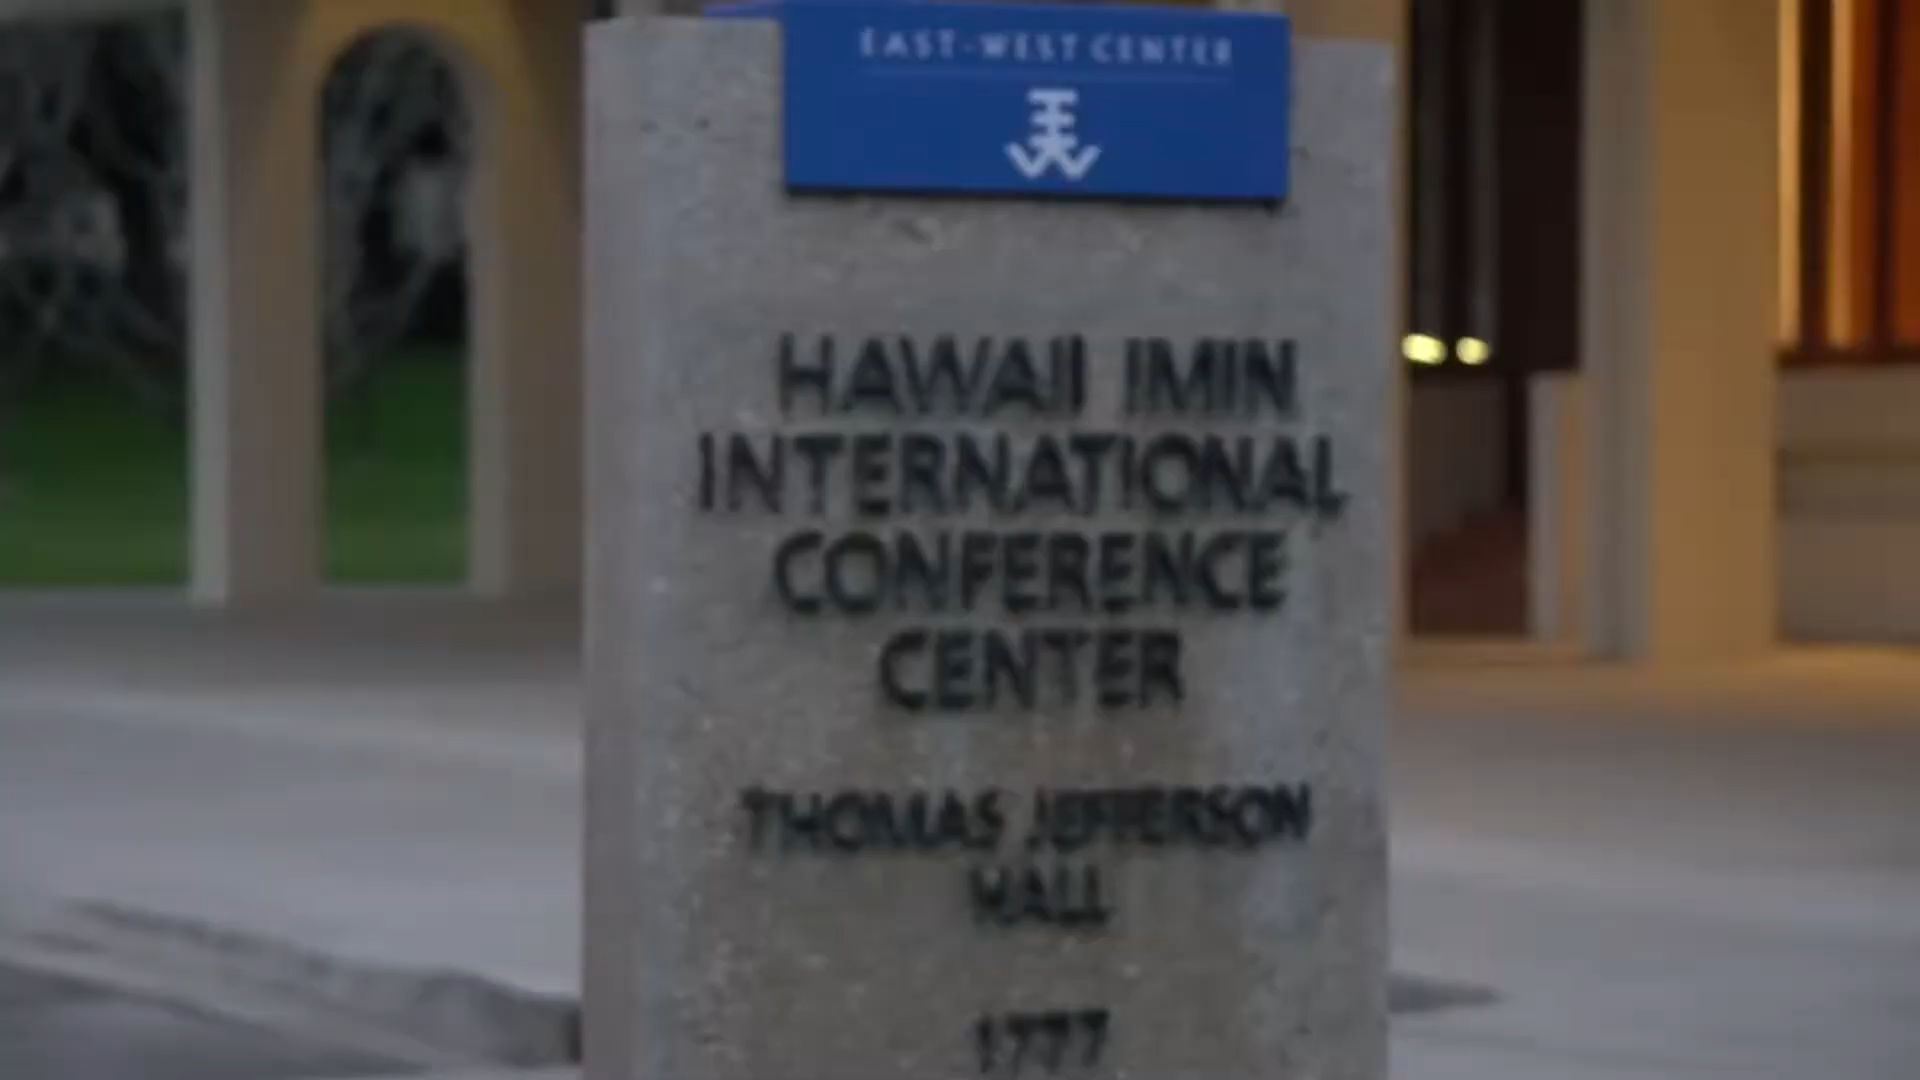 EAST-WEST CENTER
HAWAII IMIN
INTERNATIONAL
CONFERENCE
CENTER
THOMAS JEFFERSON
HALL
1777